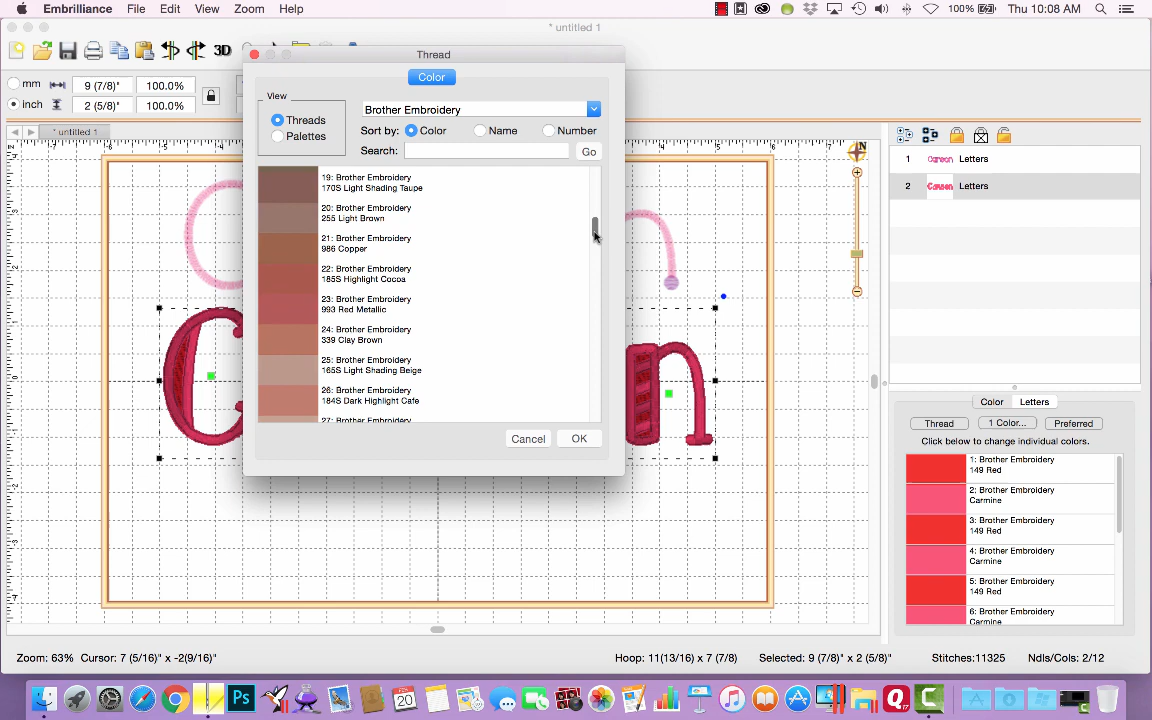 Embrilliance File Edit View Zoom Help
100% Thu 10:08 AM
* untitled 1
3D
Thread
mm 9 (7/8)" 100.0%
inch 2 (5/8)" 100.0%
* untitled 1
Color
View
Threads
Palettes
Brother Embroidery
Sort by: Color Name Number
Search: Go
19: Brother Embroidery
170S Light Shading Taupe
20: Brother Embroidery
255 Light Brown
21: Brother Embroidery
986 Copper
22: Brother Embroidery
185S Highlight Cocoa
23: Brother Embroidery
993 Red Metallic
24: Brother Embroidery
339 Clay Brown
25: Brother Embroidery
165S Light Shading Beige
26: Brother Embroidery
184S Dark Highlight Cafe
27: Brother Embroidery
Cancel OK
N
1 Carson Letters
2 Carson Letters
Color Letters
Thread 1 Color... Preferred
Click below to change individual colors.
1: Brother Embroidery
149 Red
2: Brother Embroidery
Carmine
3: Brother Embroidery
149 Red
4: Brother Embroidery
Carmine
5: Brother Embroidery
149 Red
6: Brother Embroidery
Carmine
C n
Zoom: 63% Cursor: 7 (5/16)" x -2(9/16)" Hoop: 11(13/16) x 7 (7/8) Selected: 9 (7/8)" x 2 (5/8)" Stitches:11325 Ndls/Cols: 2/12
Ps 20 Q C